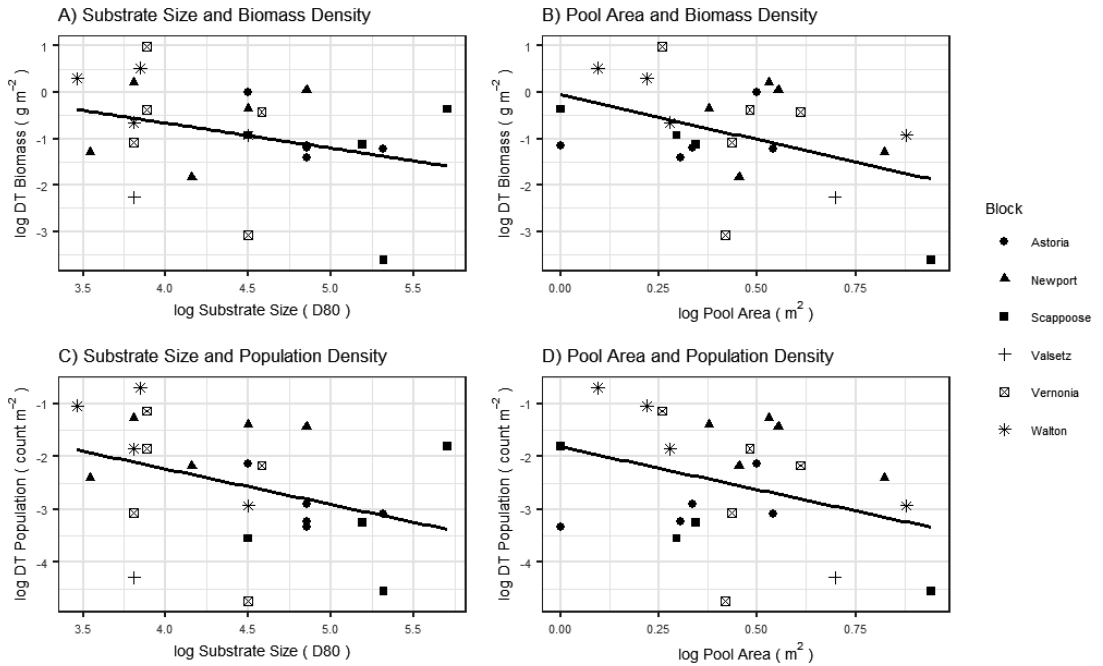 A) Substrate Size and Biomass Density
B) Pool Area and Biomass Density
log DT Biomass ( g m⁻² )
1
0
-1
-2
-3
3.5 4.0 4.5 5.0 5.5
log Substrate Size ( D80 )
log DT Biomass ( g m⁻² )
1
0
-1
-2
-3
0.00 0.25 0.50 0.75
log Pool Area ( m² )
Block
Astoria
Newport
Scappoose
Valsetz
Vernonia
Walton
C) Substrate Size and Population Density
D) Pool Area and Population Density
log DT Population ( count m⁻² )
-1
-2
-3
-4
3.5 4.0 4.5 5.0 5.5
log Substrate Size ( D80 )
log DT Population ( count m⁻² )
-1
-2
-3
-4
0.00 0.25 0.50 0.75
log Pool Area ( m² )